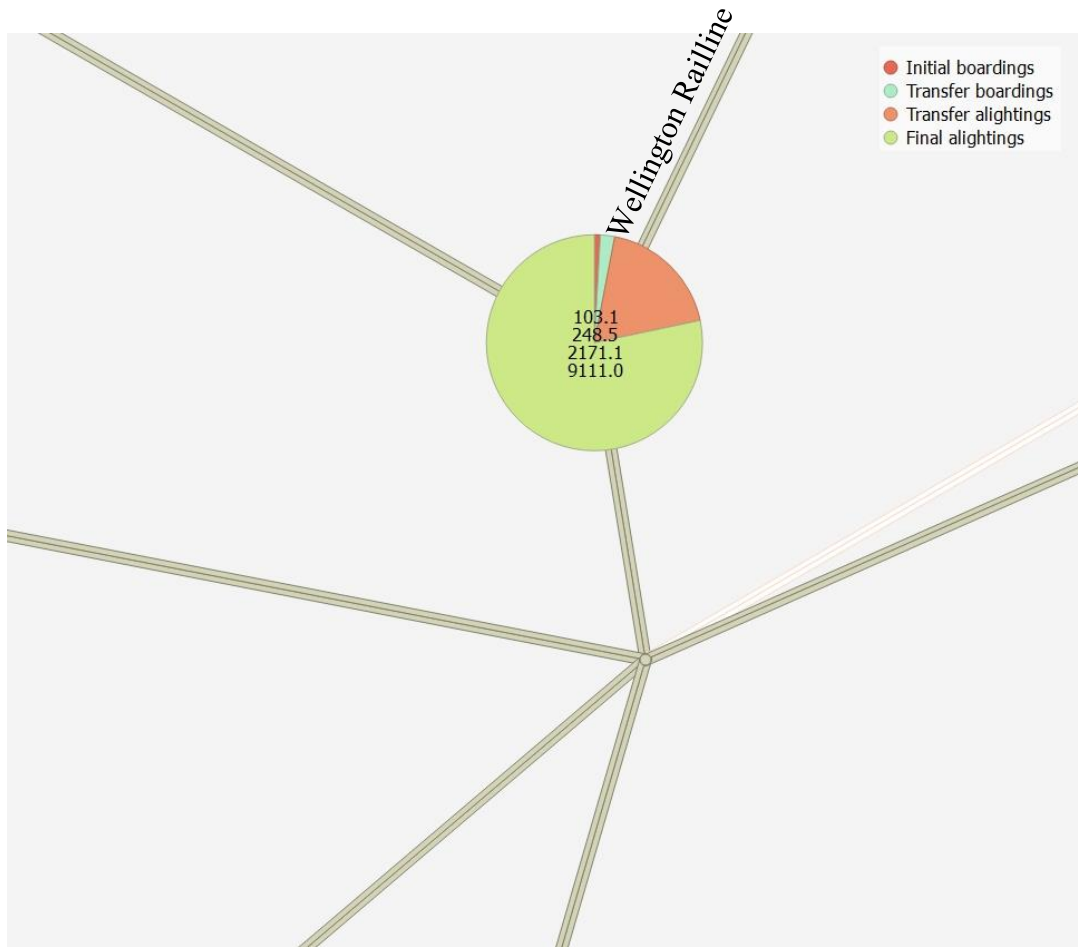 Wellington Railline
Initial boardings
Transfer boardings
Transfer alightings
Final alightings
103.1
248.5
2171.1
9111.0